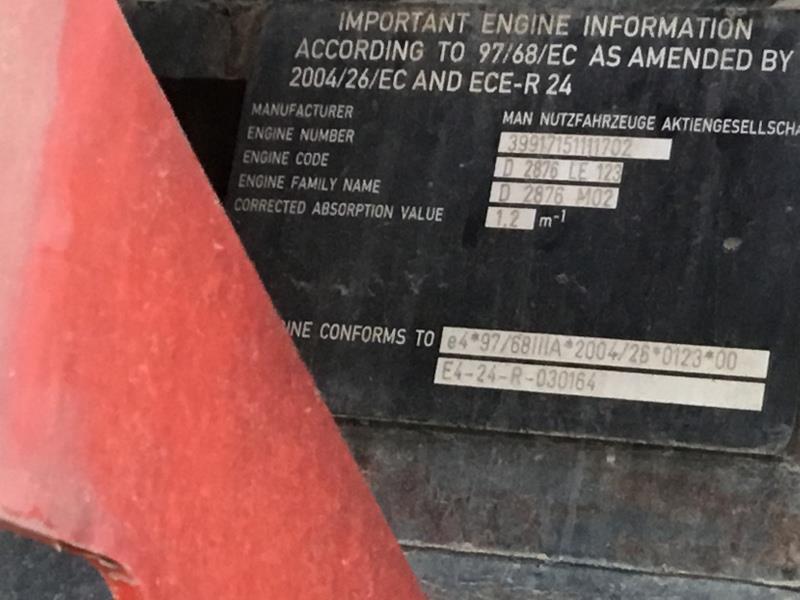 IMPORTANT ENGINE INFORMATION
ACCORDING TO 97/68/EC AS AMENDED BY
2004/26/EC AND ECE-R 24
MANUFACTURER MAN NUTZFAHRZEUGE AKTIENGESELLSCHA
ENGINE NUMBER 39917151111702
ENGINE CODE D 2876 LE 123
ENGINE FAMILY NAME D 2876 M02
CORRECTED ABSORPTION VALUE 1.2 m⁻¹
INE CONFORMS TO e4*97/68IIIA*2004/26*0123*00
E4-24-R-030164